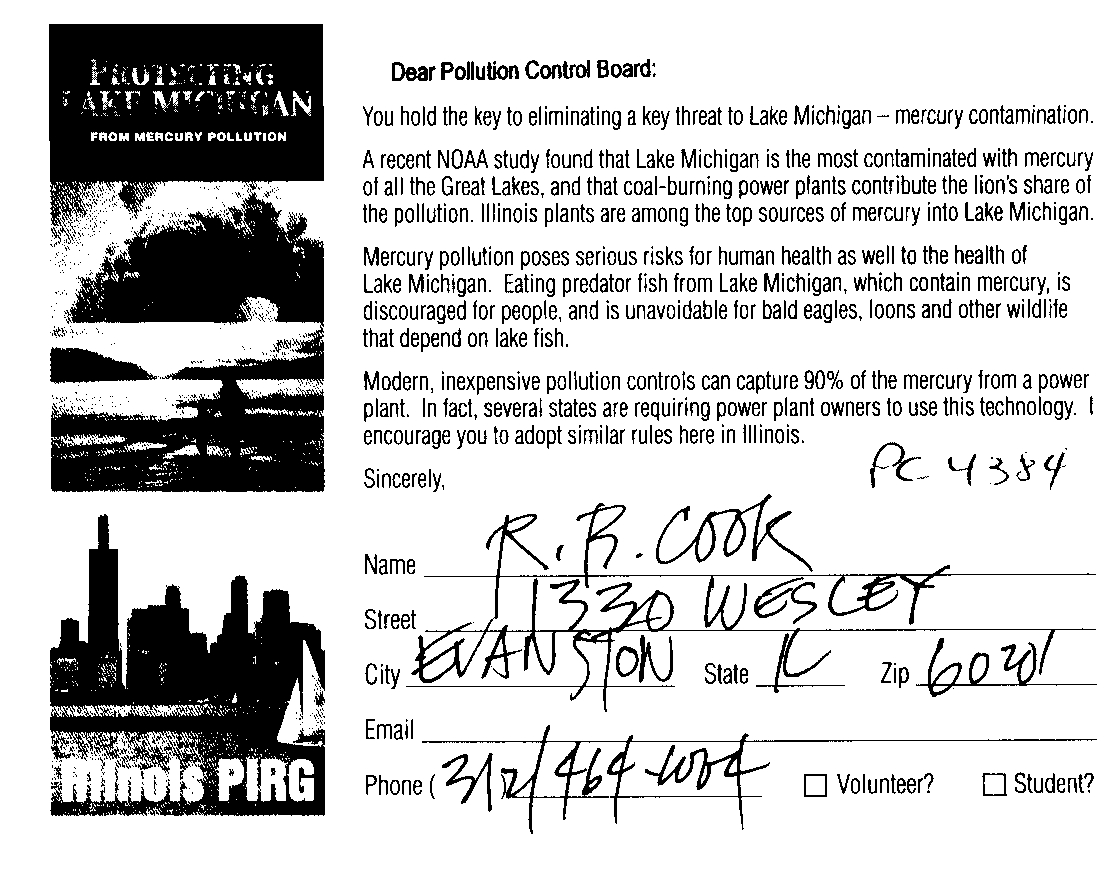 PROTECTING
LAKE MICHIGAN
FROM MERCURY POLLUTION
Illinois PIRG
Dear Pollution Control Board:
You hold the key to eliminating a key threat to Lake Michigan – mercury contamination.
A recent NOAA study found that Lake Michigan is the most contaminated with mercury
of all the Great Lakes, and that coal-burning power plants contribute the lion's share of
the pollution. Illinois plants are among the top sources of mercury into Lake Michigan.
Mercury pollution poses serious risks for human health as well to the health of
Lake Michigan. Eating predator fish from Lake Michigan, which contain mercury, is
discouraged for people, and is unavoidable for bald eagles, loons and other wildlife
that depend on lake fish.
Modern, inexpensive pollution controls can capture 90% of the mercury from a power
plant. In fact, several states are requiring power plant owners to use this technology. I
encourage you to adopt similar rules here in Illinois.
PC 4384
Sincerely,
Name R. R. COOK
Street 1330 WESLEY
City EVANSTON State IL Zip 60201
Email
Phone ( 312/464- Volunteer? Student?